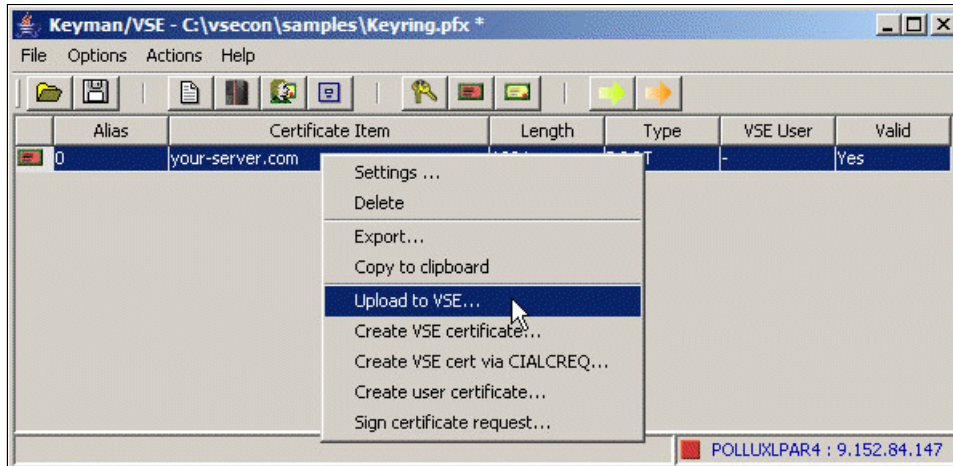 Keyman/VSE - C:\vsecon\samples\Keyring.pfx *
File Options Actions Help
Alias Certificate Item Length Type VSE User Valid
0 your-server.com - Yes
Settings ...
Delete
Export...
Copy to clipboard
Upload to VSE...
Create VSE certificate...
Create VSE cert via CIALCREQ...
Create user certificate...
Sign certificate request...
POLLUXLPAR4 : 9.152.84.147